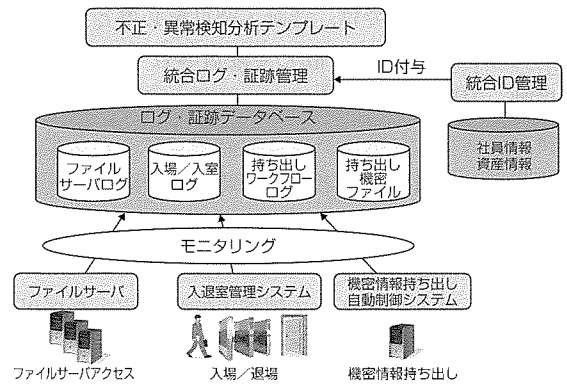 不正・異常検知分析テンプレート
統合ログ・証跡管理
ID付与
統合ID管理
ログ・証跡データベース
社員情報
資産情報
ファイル
サーバログ
入場／入室
ログ
持ち出し
ワークフロー
ログ
持ち出し
機密
ファイル
モニタリング
ファイルサーバ
入退室管理システム
機密情報持ち出し
自動制御システム
ファイルサーバアクセス
入場／退場
機密情報持ち出し